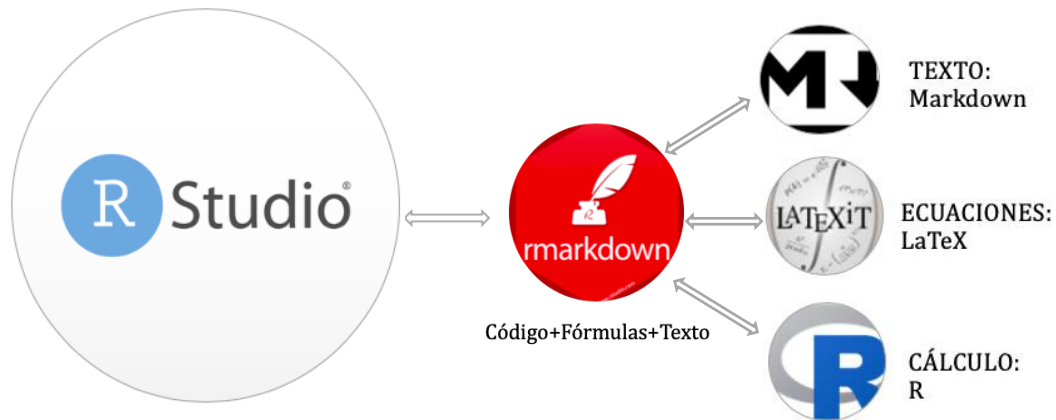 R Studio®
rmarkdown
Código+Fórmulas+Texto
TEXTO:
Markdown
LATEXiT
ECUACIONES:
LaTeX
R
CÁLCULO:
R